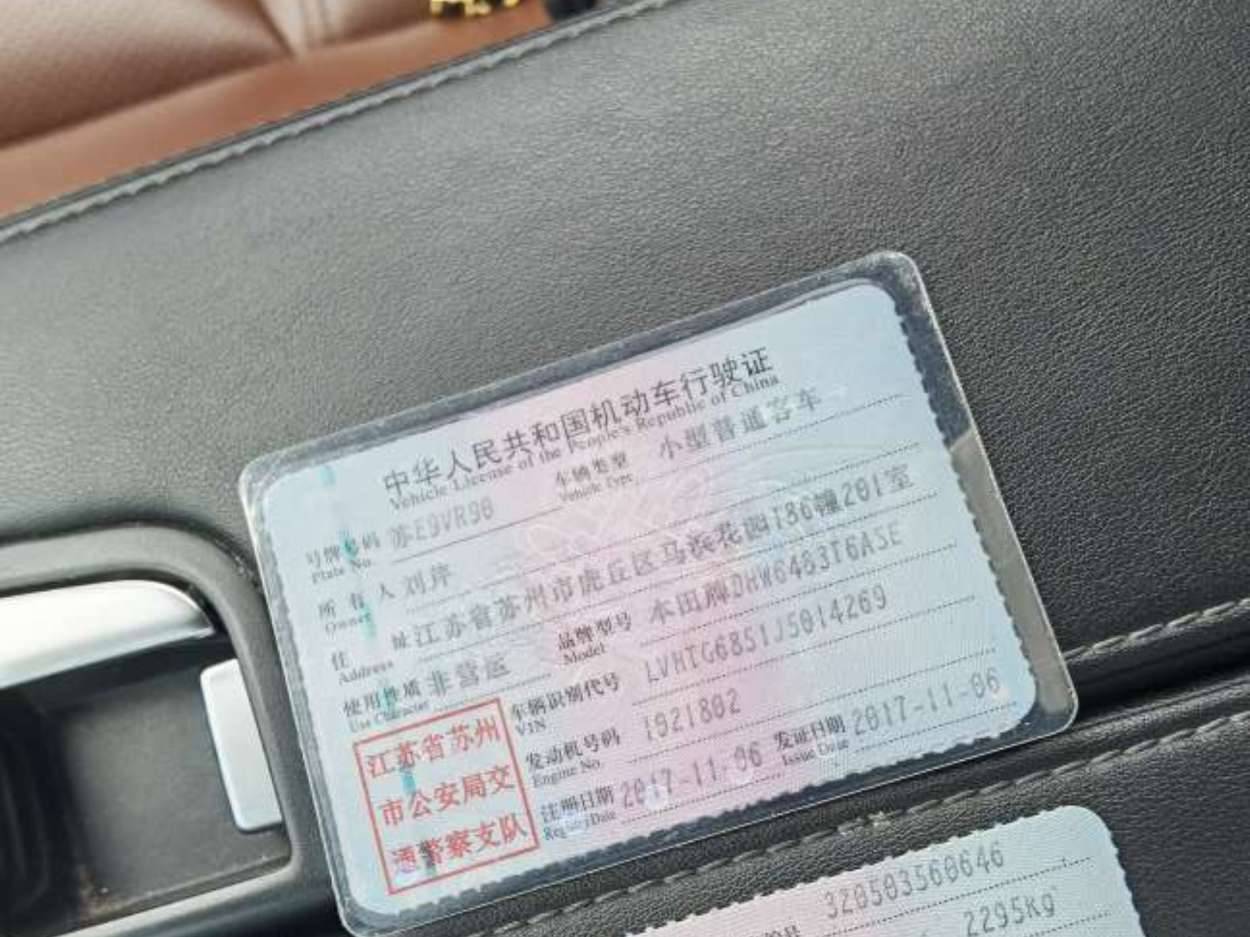 中华人民共和国机动车行驶证
Vehicle License of the People's Republic of China
号牌号码 苏E9VR90 车辆类型 小型普通客车
Plate No. Vehicle Type
所有人 刘芹
Owner
住址 江苏省苏州市虎丘区马浜花园186幢201室
Address
使用性质 非营运 品牌型号 本田牌DHW6483T6ASE
Use Character Model
车辆识别代号 LVHTG6851J5014269
VIN
发动机号码 1021802
Engine No.
注册日期 2017-11-06 发证日期 2017-11-06
Register Date Issue Date
江苏省苏州
市公安局交
通警察支队
320503560646
2295kg